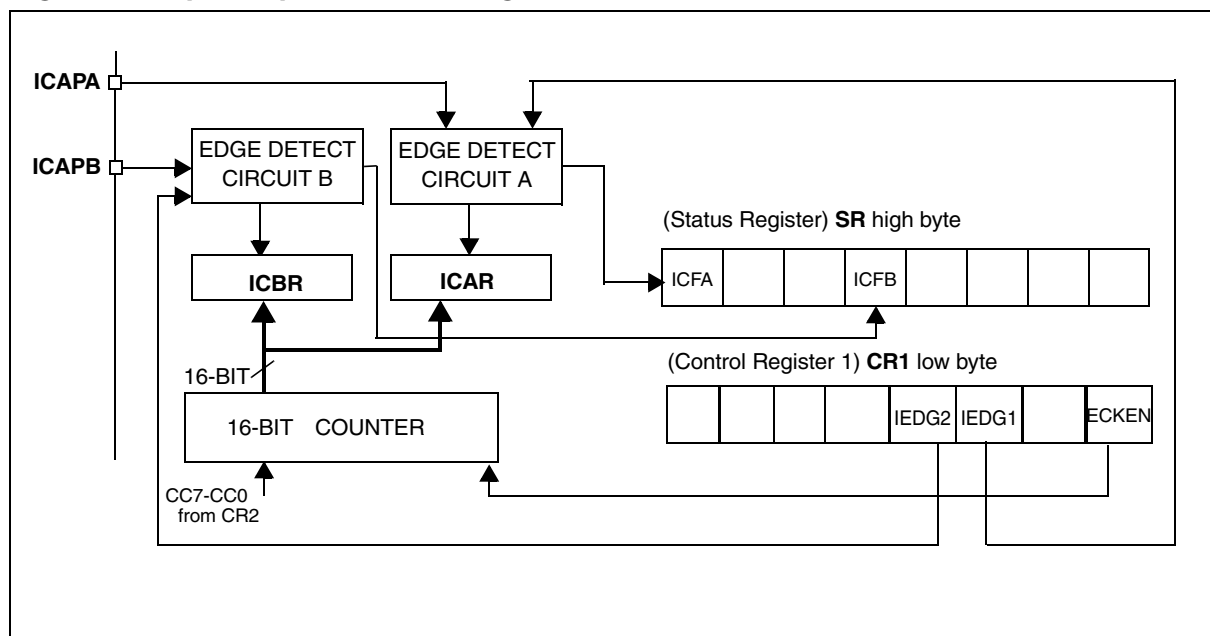 ICAPA
ICAPB
EDGE DETECT
CIRCUIT B
EDGE DETECT
CIRCUIT A
(Status Register) SR high byte
ICBR
ICAR
ICFA
ICFB
16-BIT
(Control Register 1) CR1 low byte
16-BIT COUNTER
IEDG2
IEDG1
ECKEN
CC7-CC0
from CR2